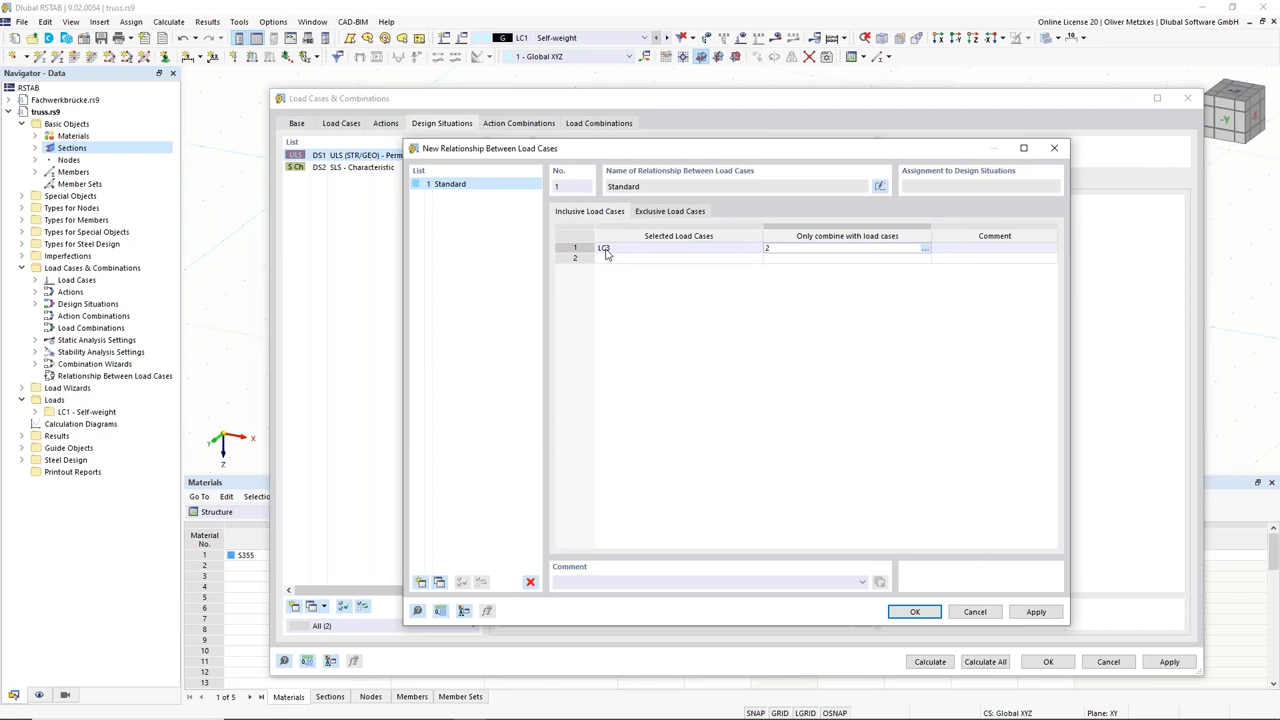 Dlubal RSTAB | 9.02.0054 | truss.rs9
File Edit View Insert Assign Calculate Results Tools Options Window CAD-BIM Help
Online License 20 | Oliver Metzkes | Dlubal Software GmbH
G LC1 Self-weight
1 - Global XYZ
Navigator - Data
RSTAB
Fachwerkbrücke.rs9
truss.rs9
Basic Objects
Materials
Sections
Nodes
Members
Member Sets
Special Objects
Types for Nodes
Types for Members
Special Objects
Types for Steel Design
Imperfections
Load Cases & Combinations
Load Cases
Actions
Design Situations
Action Combinations
Load Combinations
Static Analysis Settings
Stability Analysis Settings
Combination Wizards
Relationship Between Load Cases
Load Wizards
Loads
LC1 - Self-weight
Calculation Diagrams
Results
Guide Objects
Steel Design
Printout Reports
X
Y
Z
-Y
Load Cases & Combinations
Base Load Cases Actions Design Situations Action Combinations Load Combinations
List
ULS DS1 ULS (STR/GEO) - Perm
S Ch DS2 SLS - Characteristic
All (2)
Calculate Calculate All OK Cancel Apply
New Relationship Between Load Cases
List
1 Standard
No.
1
Name of Relationship Between Load Cases
Standard
Assignment to Design Situations
Inclusive Load Cases Exclusive Load Cases
Selected Load Cases Only combine with load cases Comment
1 LC3 2 ...
2
Comment
OK Cancel Apply
Materials
Go To Edit Selectio
Structure
Material
No.
1 S355
2
3
4
5
6
7
8
9
10
11
12
13
1 of 5 Materials Sections Nodes Members Member Sets
SNAP GRID LGRID OSNAP CS: Global XYZ Plane: XY